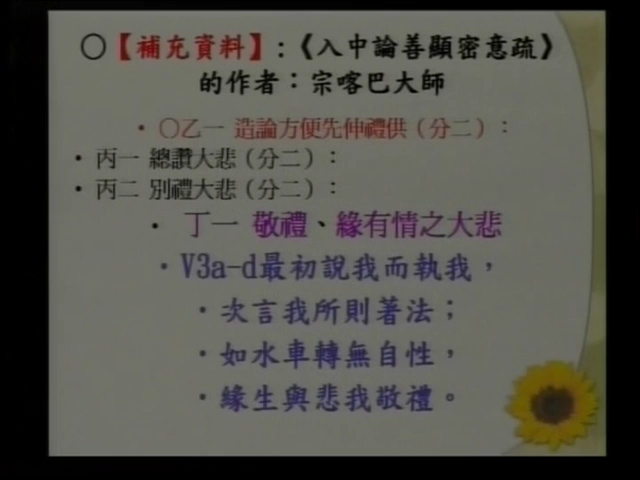 ○【補充資料】:《入中論善顯密意疏》
的作者：宗喀巴大師
•〇乙一 造論方便先伸禮供（分二）：
• 丙一 總讚大悲（分二）：
• 丙二 別禮大悲（分二）：
• 丁一 敬禮、緣有情之大悲
•V3a-d最初說我而執我，
•次言我所則著法；
•如水車轉無自性，
•緣生與悲我敬禮。